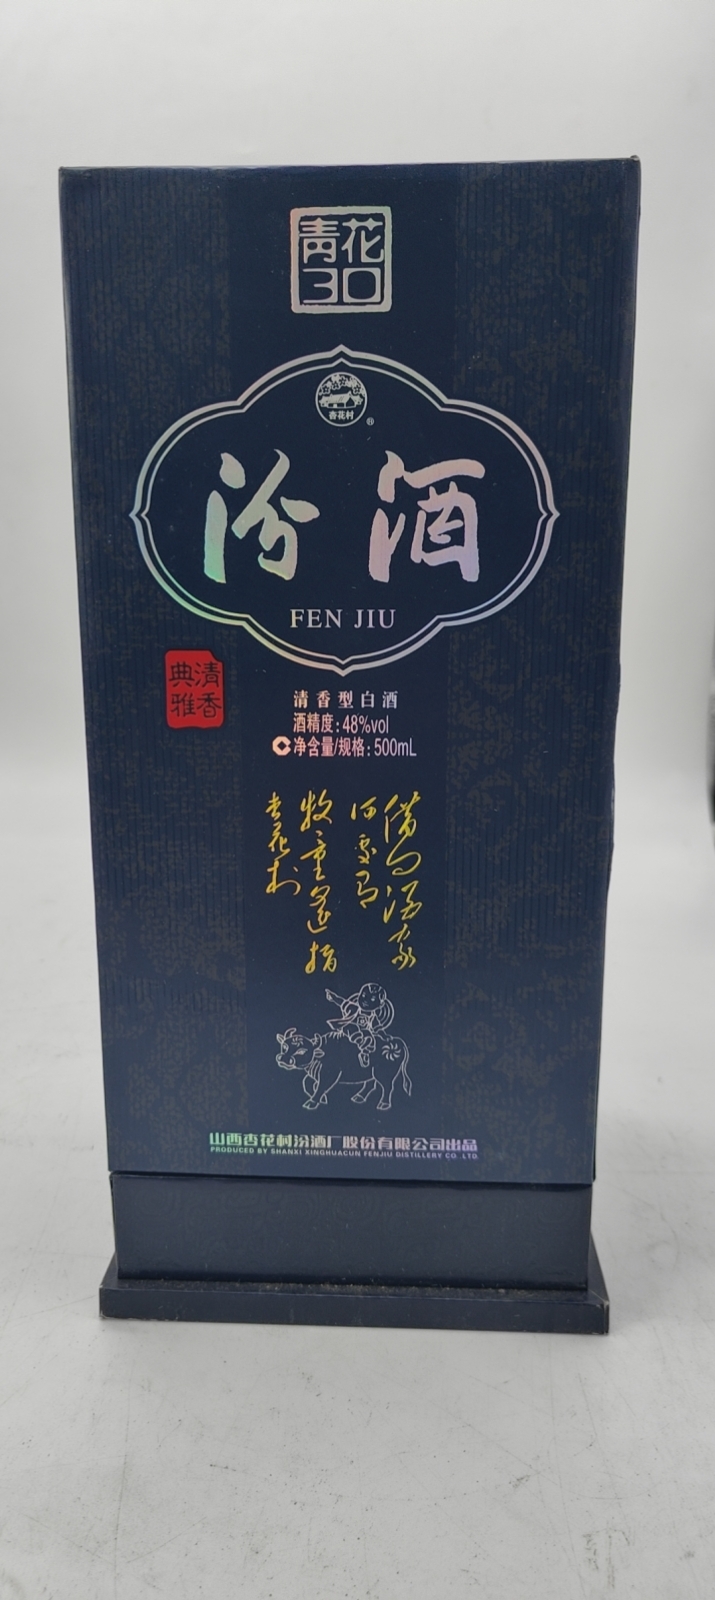 青花
30
杏花村
®
汾酒
FEN JIU
清香
典雅
清香型白酒
酒精度:48%vol
净含量/规格:500mL
借问酒家
何处有
牧童遥指
杏花村
山西杏花村汾酒厂股份有限公司出品
PRODUCED BY SHANXI XINGHUACUN FENJIU DISTILLERY CO. LTD.